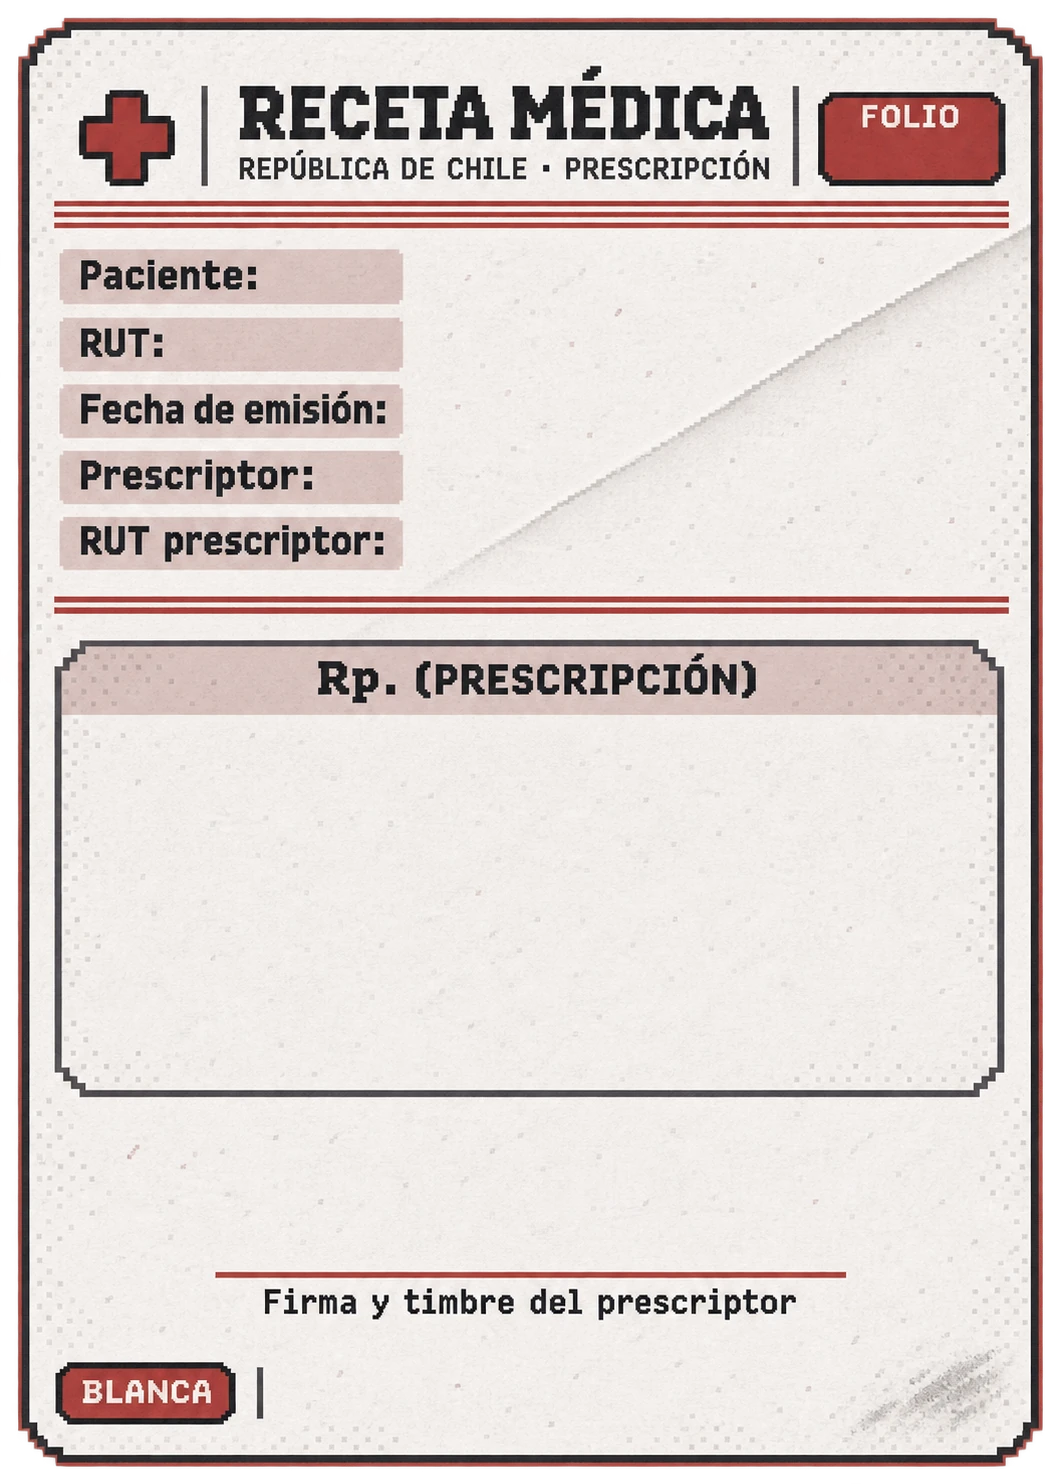 RECETA MÉDICA
REPÚBLICA DE CHILE · PRESCRIPCIÓN
FOLIO
Paciente:
RUT:
Fecha de emisión:
Prescriptor:
RUT prescriptor:
Rp. (PRESCRIPCIÓN)
Firma y timbre del prescriptor
BLANCA